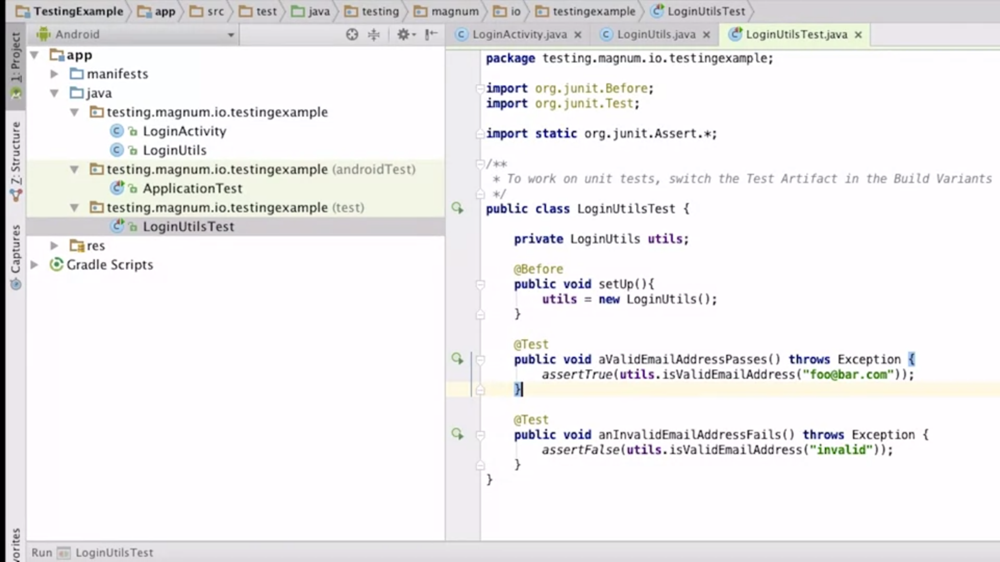 TestingExample app src test java testing magnum io testingexample LoginUtilsTest
1: Project
Z: Structure
Captures
Android
app
manifests
java
testing.magnum.io.testingexample
LoginActivity
LoginUtils
testing.magnum.io.testingexample (androidTest)
ApplicationTest
testing.magnum.io.testingexample (test)
LoginUtilsTest
res
Gradle Scripts
LoginActivity.java LoginUtils.java LoginUtilsTest.java
package testing.magnum.io.testingexample;
import org.junit.Before;
import org.junit.Test;
import static org.junit.Assert.*;
/**
* To work on unit tests, switch the Test Artifact in the Build Variants
*/
public class LoginUtilsTest {
private LoginUtils utils;
@Before
public void setUp(){
utils = new LoginUtils();
}
@Test
public void aValidEmailAddressPasses() throws Exception {
assertTrue(utils.isValidEmailAddress("foo@bar.com"));
}
@Test
public void anInvalidEmailAddressFails() throws Exception {
assertFalse(utils.isValidEmailAddress("invalid"));
}
}
Run LoginUtilsTest